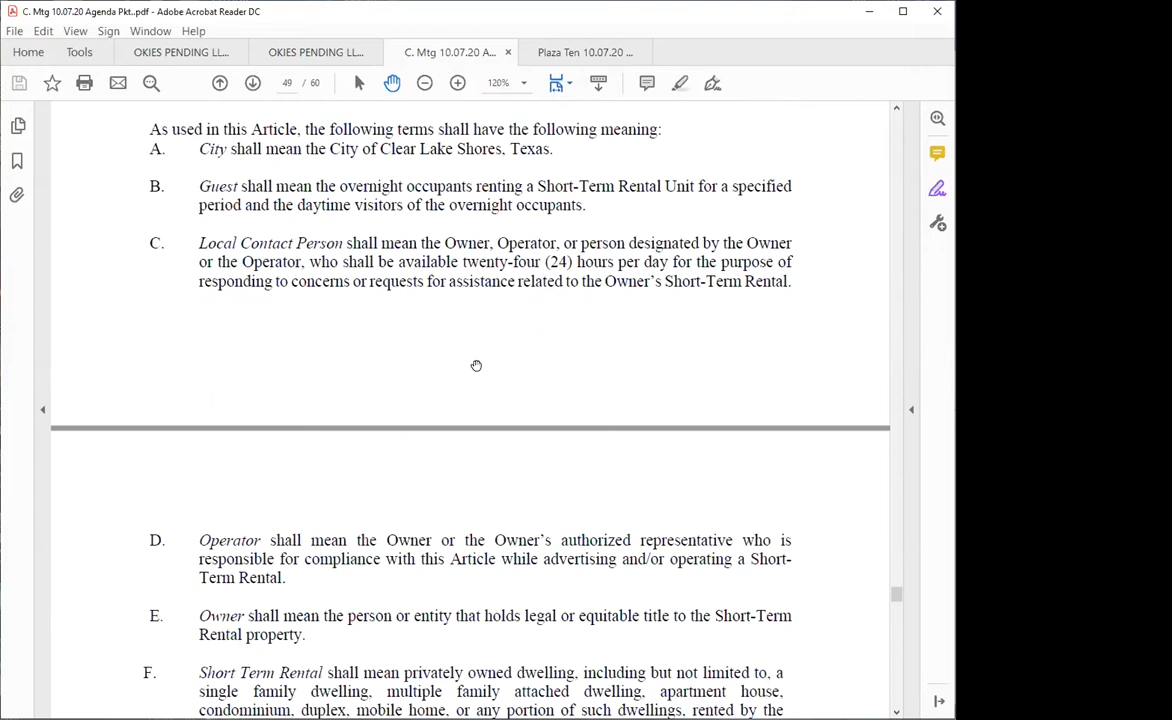 C. Mtg 10.07.20 Agenda Pkt..pdf - Adobe Acrobat Reader DC
File Edit View Sign Window Help
Home Tools OKIES PENDING LL... OKIES PENDING LL... C. Mtg 10.07.20 A... × Plaza Ten 10.07.20 ...
49 / 60 120%
As used in this Article, the following terms shall have the following meaning:
A. City shall mean the City of Clear Lake Shores, Texas.
B. Guest shall mean the overnight occupants renting a Short-Term Rental Unit for a specified
period and the daytime visitors of the overnight occupants.
C. Local Contact Person shall mean the Owner, Operator, or person designated by the Owner
or the Operator, who shall be available twenty-four (24) hours per day for the purpose of
responding to concerns or requests for assistance related to the Owner's Short-Term Rental.
D. Operator shall mean the Owner or the Owner's authorized representative who is
responsible for compliance with this Article while advertising and/or operating a Short-
Term Rental.
E. Owner shall mean the person or entity that holds legal or equitable title to the Short-Term
Rental property.
F. Short Term Rental shall mean privately owned dwelling, including but not limited to, a
single family dwelling, multiple family attached dwelling, apartment house,
condominium, duplex, mobile home, or any portion of such dwellings, rented by the